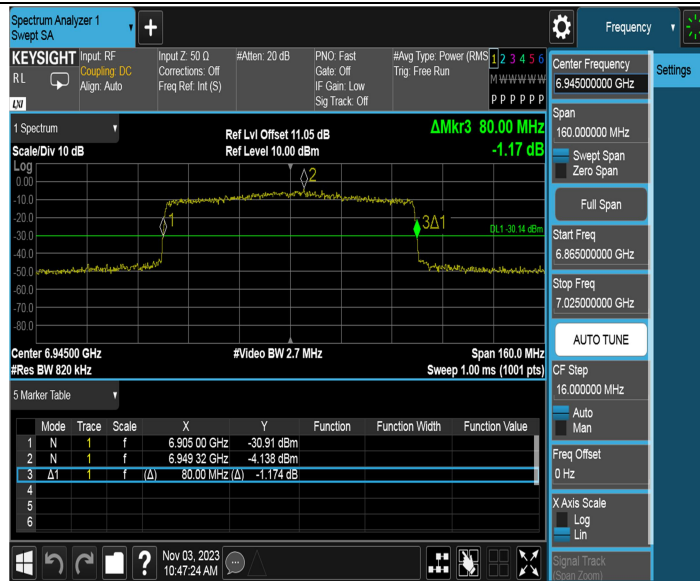 Spectrum Analyzer 1
Swept SA
Frequency
KEYSIGHT
RL
LXI
Input: RF
Coupling: DC
Align: Auto
Input Z: 50 Ω
Corrections: Off
Freq Ref: Int (S)
#Atten: 20 dB
PNO: Fast
Gate: Off
IF Gain: Low
Sig Track: Off
#Avg Type: Power (RMS
Trig: Free Run
1 2 3 4 5 6
M W W W W W
P P P P P P
1 Spectrum
Scale/Div 10 dB
Ref Lvl Offset 11.05 dB
Ref Level 10.00 dBm
ΔMkr3 80.00 MHz
-1.17 dB
Log
0.00
-10.0
-20.0
-30.0
-40.0
-50.0
-60.0
-70.0
-80.0
1
2
3Δ1
DL1 -30.14 dBm
Center 6.94500 GHz
#Res BW 820 kHz
#Video BW 2.7 MHz
Span 160.0 MHz
Sweep 1.00 ms (1001 pts)
5 Marker Table
Mode Trace Scale X Y Function Function Width Function Value
1 N 1 f 6.905 00 GHz -30.91 dBm
2 N 1 f 6.949 32 GHz -4.138 dBm
3 Δ1 1 f (Δ) 80.00 MHz (Δ) -1.174 dB
4
5
6
Nov 03, 2023
10:47:24 AM
Center Frequency
6.945000000 GHz
Settings
Span
160.000000 MHz
Swept Span
Zero Span
Full Span
Start Freq
6.865000000 GHz
Stop Freq
7.025000000 GHz
AUTO TUNE
CF Step
16.000000 MHz
Auto
Man
Freq Offset
0 Hz
X Axis Scale
Log
Lin
Signal Track
(Span Zoom)